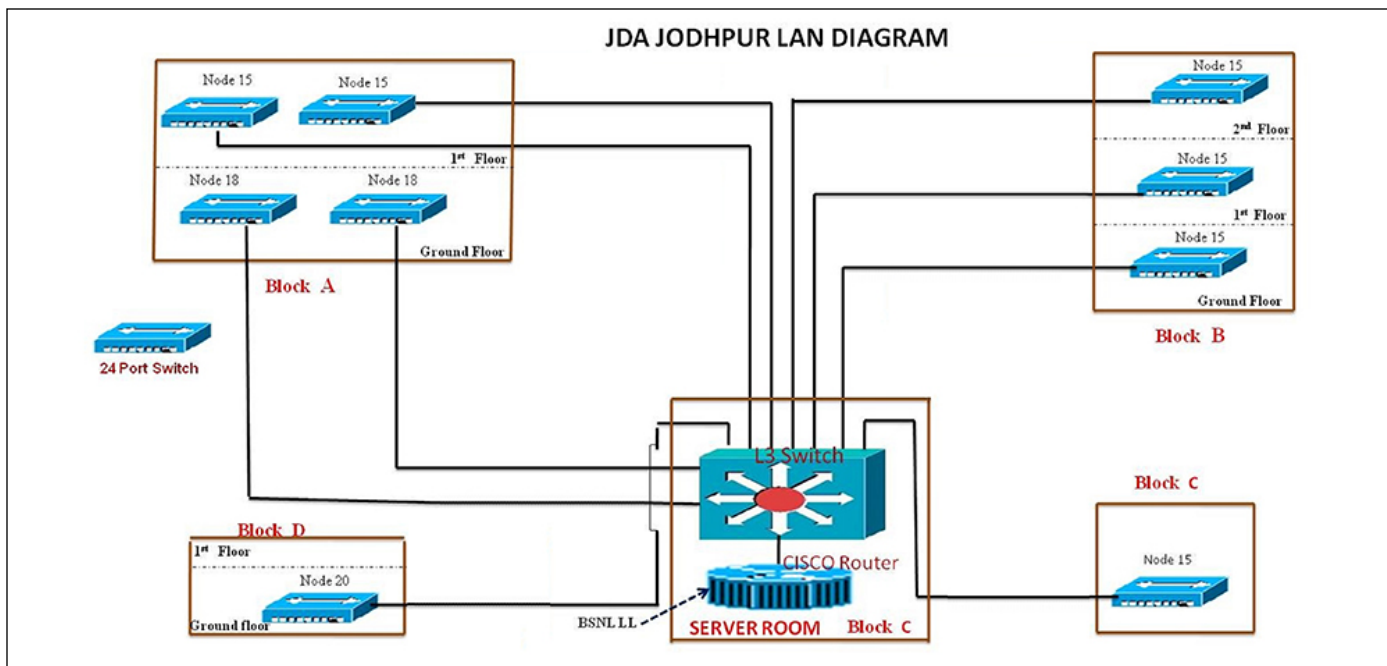 JDA JODHPUR LAN DIAGRAM
Node 15
Node 15
1st Floor
Node 18
Node 18
Ground Floor
Block A
24 Port Switch
Node 15
2nd Floor
Node 15
1st Floor
Node 15
Ground Floor
Block B
L3 Switch
CISCO Router
BSNL LL
SERVER ROOM
Block C
Block C
Node 15
Block D
1st Floor
Node 20
Ground floor